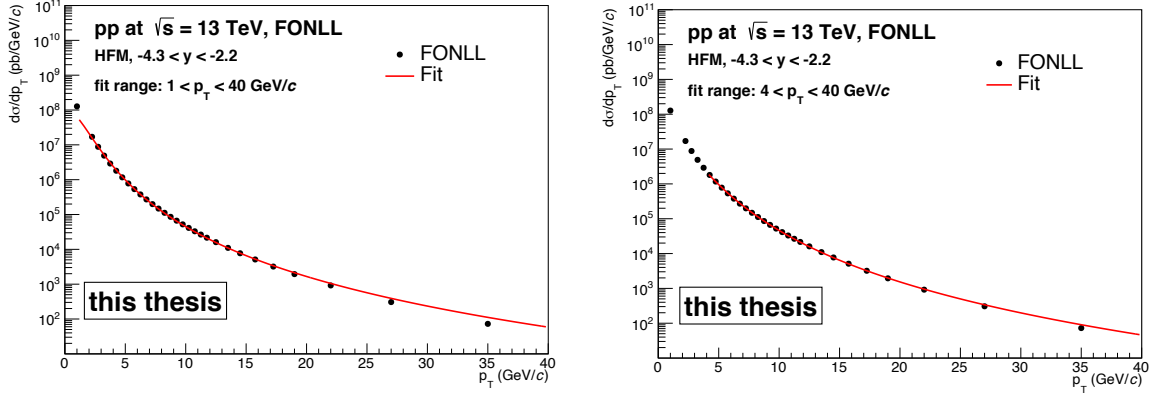 pp at √s = 13 TeV, FONLL
HFM, -4.3 < y < -2.2
fit range: 1 < p_T < 40 GeV/c
FONLL
Fit
dσ/dp_T (pb/GeV/c)
10^11
10^10
10^9
10^8
10^7
10^6
10^5
10^4
10^3
10^2
this thesis
0 5 10 15 20 25 30 35 40
p_T (GeV/c)
pp at √s = 13 TeV, FONLL
HFM, -4.3 < y < -2.2
fit range: 4 < p_T < 40 GeV/c
FONLL
Fit
dσ/dp_T (pb/GeV/c)
10^11
10^10
10^9
10^8
10^7
10^6
10^5
10^4
10^3
10^2
this thesis
0 5 10 15 20 25 30 35 40
p_T (GeV/c)